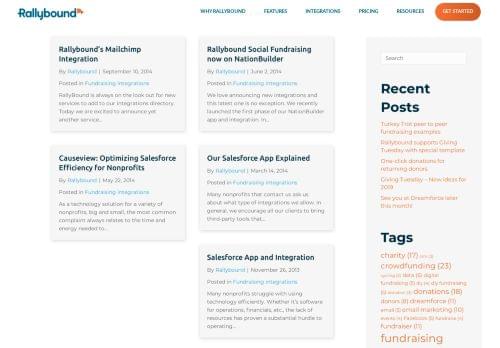 Rallybound
WHY RALLYBOUND
FEATURES
INTEGRATIONS
PRICING
RESOURCES
GET STARTED
Rallybound's Mailchimp
Integration
By Rallybound | September 10, 2014
Posted in Fundraising Integrations
RallyBound is always on the look out for new
services to add to our integrations directory.
Today we are excited to announce yet
another service...
Rallybound Social Fundraising
now on NationBuilder
By Rallybound | June 2, 2014
Posted in Fundraising Integrations
We love announcing new integrations and
this latest one is no exception. We recently
launched the first phase of our NationBuilder
app and integration. In...
Causeview: Optimizing Salesforce
Efficiency for Nonprofits
By Rallybound | May 22, 2014
Posted in Fundraising Integrations
As a technology solution for a variety of
nonprofits, big and small, the most common
complaint always relates to the time and
energy needed to...
Our Salesforce App Explained
By Rallybound | March 14, 2014
Posted in Fundraising Integrations
Many nonprofits that contact us ask us
about what type of integrations we allow. In
general, we encourage all our clients to bring
third-party tools that...
Salesforce App and Integration
By Rallybound | November 26, 2013
Posted in Fundraising Integrations
Many nonprofits struggle with using
technology efficiently. Whether it's software
for operations, financials, etc., the lack of
resources has proven a substantial hurdle to
operating...
Search
Recent
Posts
Turkey Trot peer to peer
fundraising examples
Rallybound supports Giving
Tuesday with special template
One-click donations for
returning donors
Giving Tuesday – New ideas for
2019
See you at Dreamforce later
this month!
Tags
charity (17)
crowdfunding (23)
data (5) digital
fundraising (5) diy (4) diy fundraising
(5) donation (3) donations (18)
donors (8) dreamforce (11)
email (5) email marketing (10)
events (4) Facebook (5) fundraise (4)
fundraiser (11)
fundraising